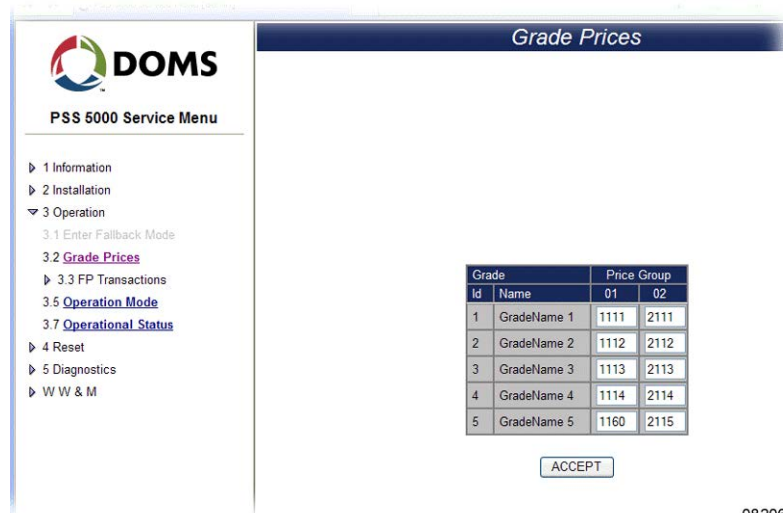 Grade Prices
DOMS
PSS 5000 Service Menu
1 Information
2 Installation
3 Operation
3.1 Enter Fallback Mode
3.2 Grade Prices
3.3 FP Transactions
3.5 Operation Mode
3.7 Operational Status
4 Reset
5 Diagnostics
W W & M
Grade Price Group
Id Name 01 02
1 GradeName 1 1111 2111
2 GradeName 2 1112 2112
3 GradeName 3 1113 2113
4 GradeName 4 1114 2114
5 GradeName 5 1160 2115
ACCEPT